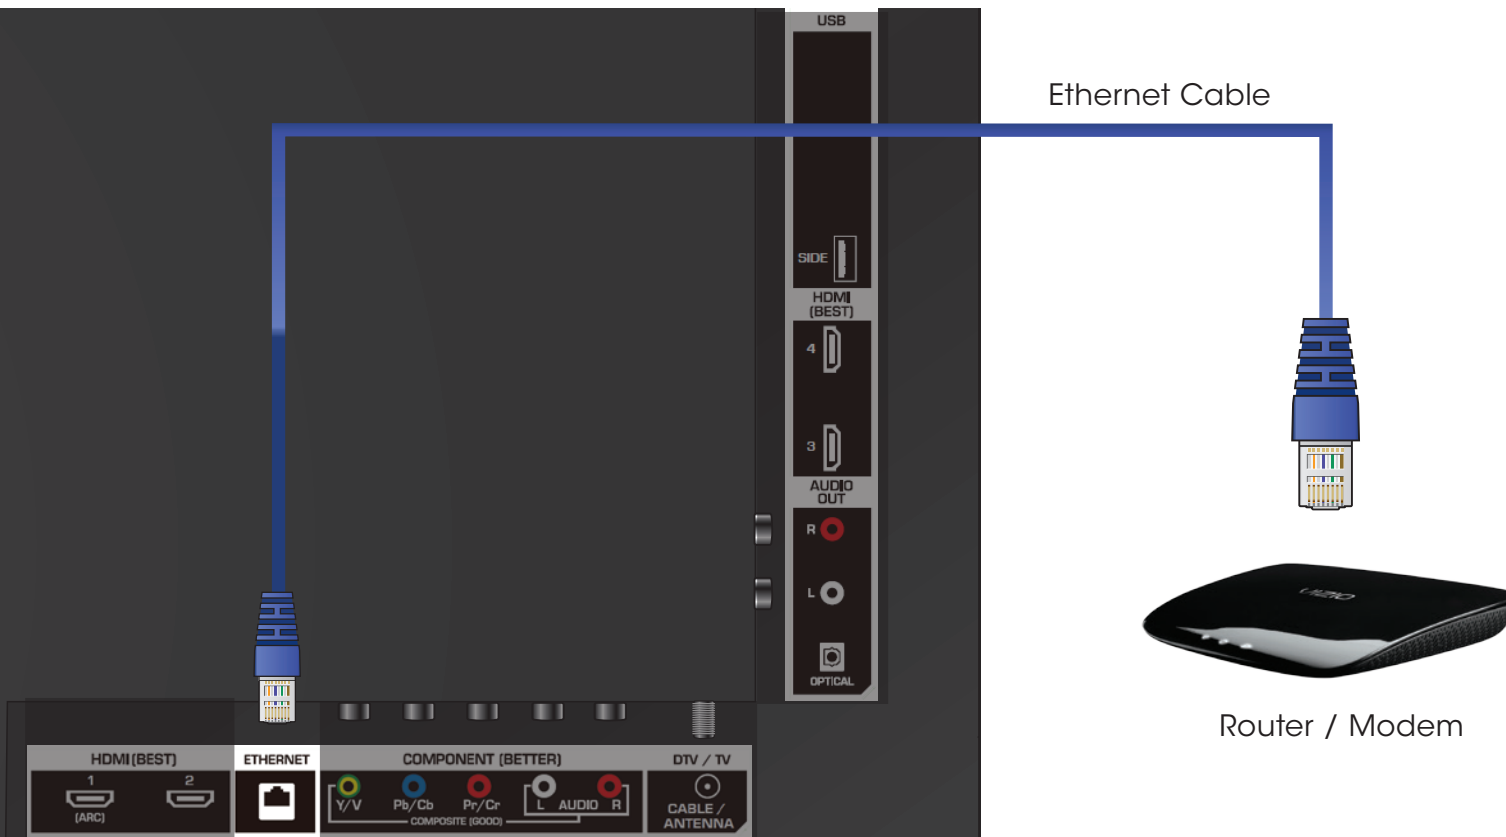 USB
Ethernet Cable
SIDE
HDMI
(BEST)
4
3
AUDIO
OUT
R
L
OPTICAL
VIZIO
Router / Modem
HDMI (BEST)
1
2
(ARC)
ETHERNET
COMPONENT (BETTER)
Y/V
Pb/Cb
Pr/Cr
L AUDIO R
COMPOSITE (GOOD)
DTV / TV
CABLE /
ANTENNA